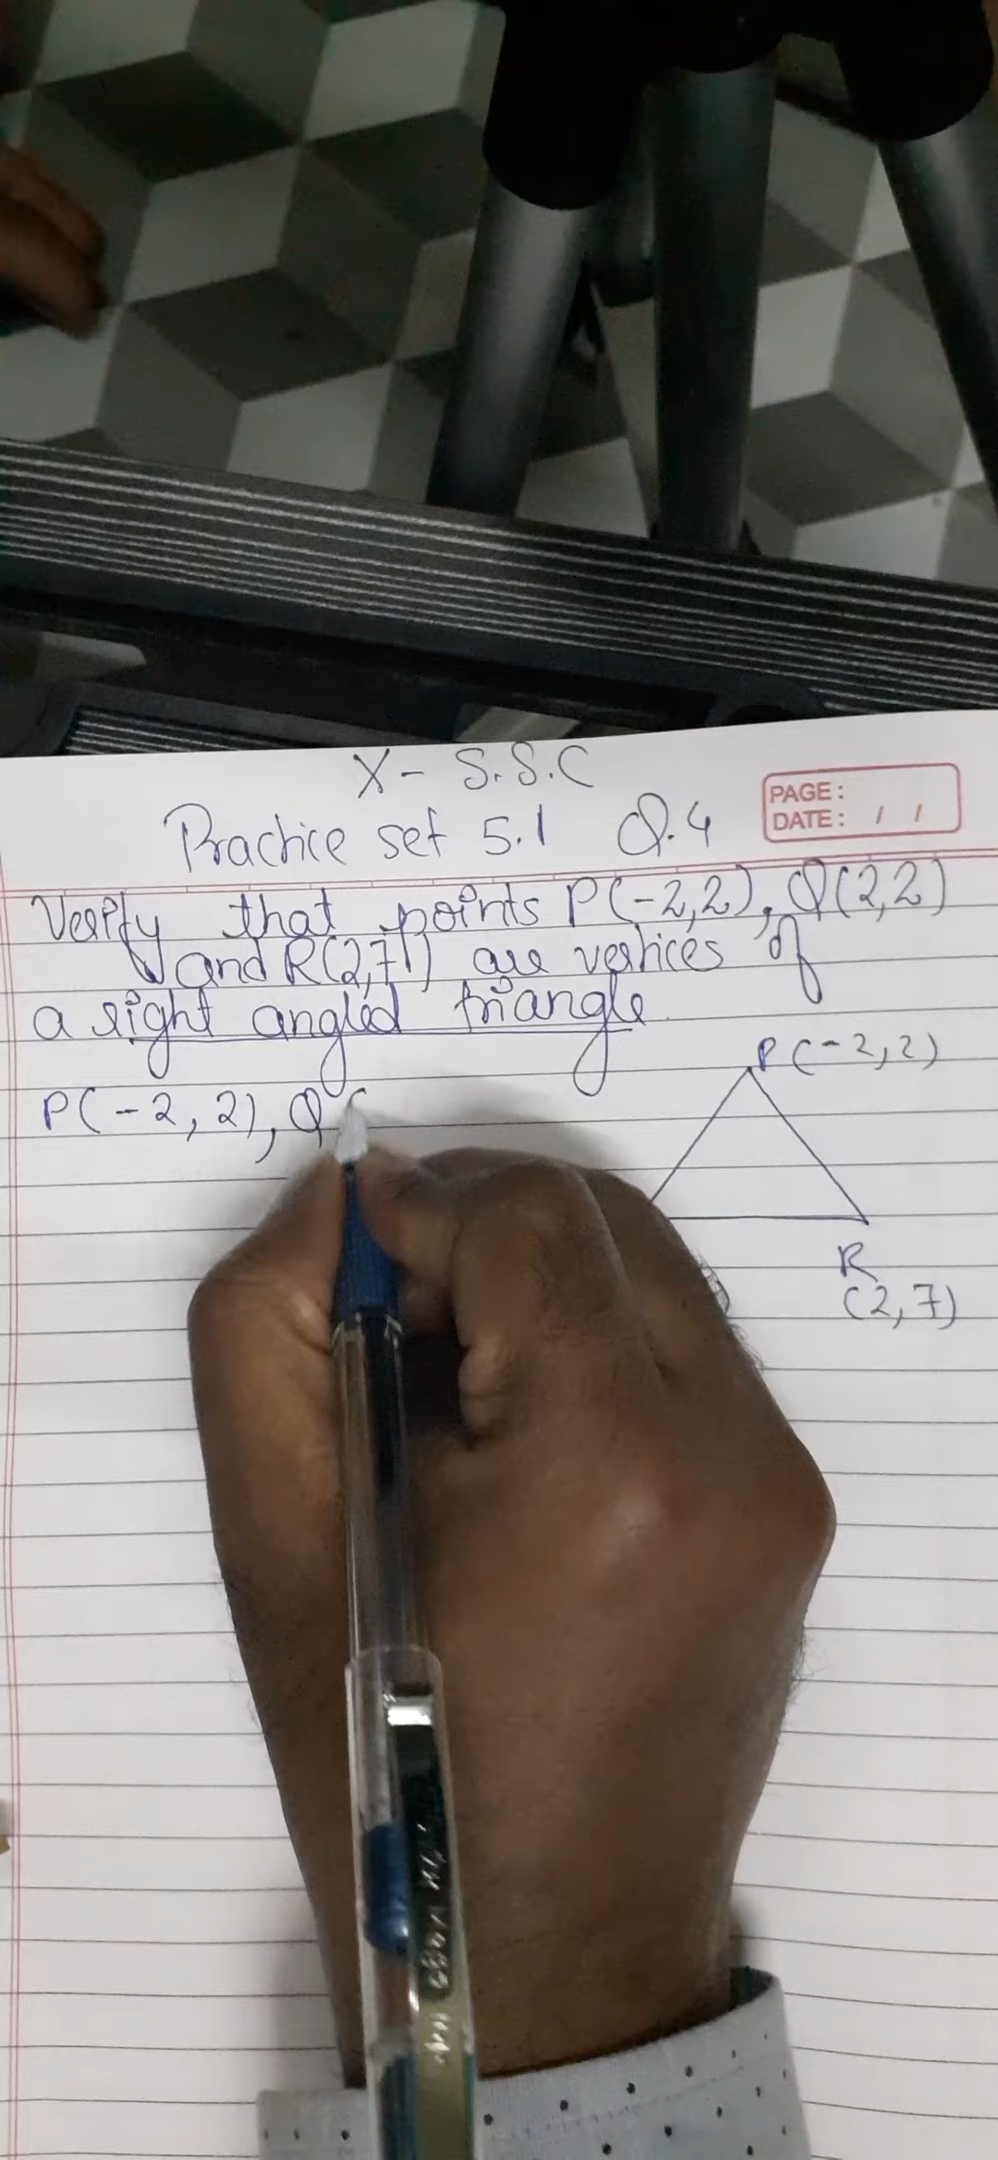 X- S.S.C
Practice set 5.1 Q.4
PAGE:
DATE: / /
Verify that points P(-2,2), Q(2,2)
and R(2,7) are vertices of
a right angled triangle
P(-2,2)
P(-2,2), Q(
R
(2,7)